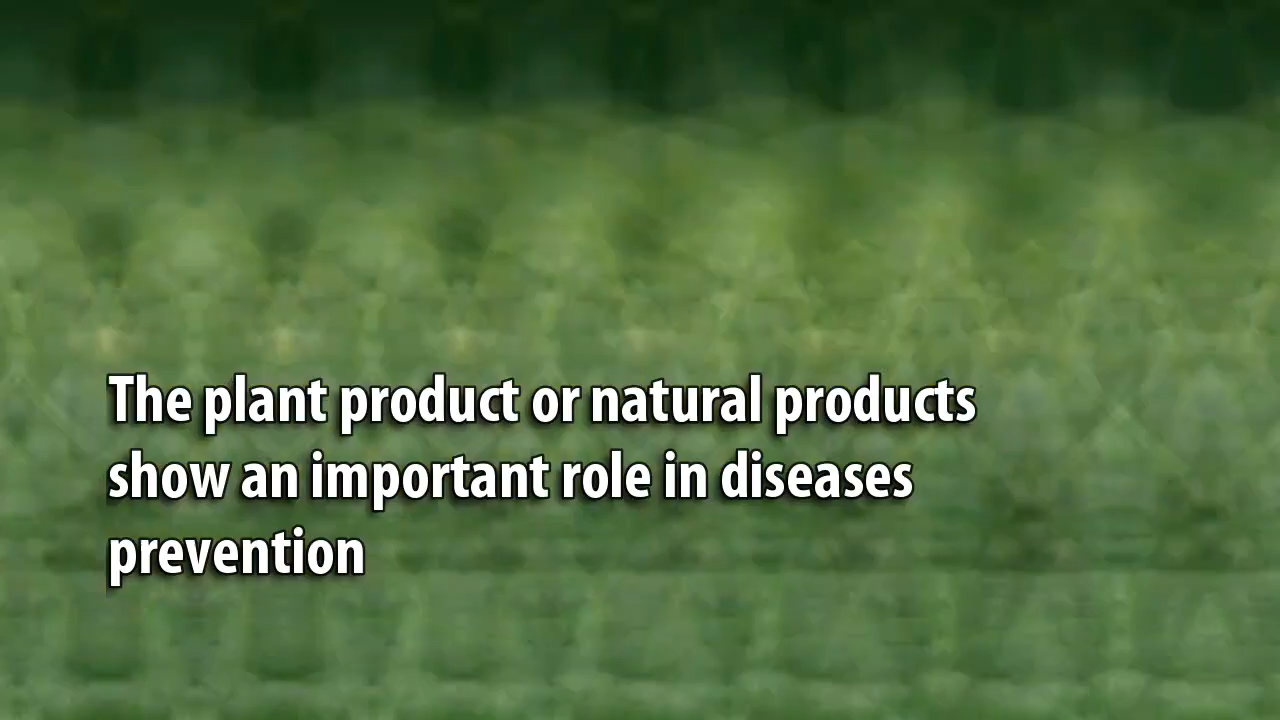 The plant product or natural products
show an important role in diseases
prevention